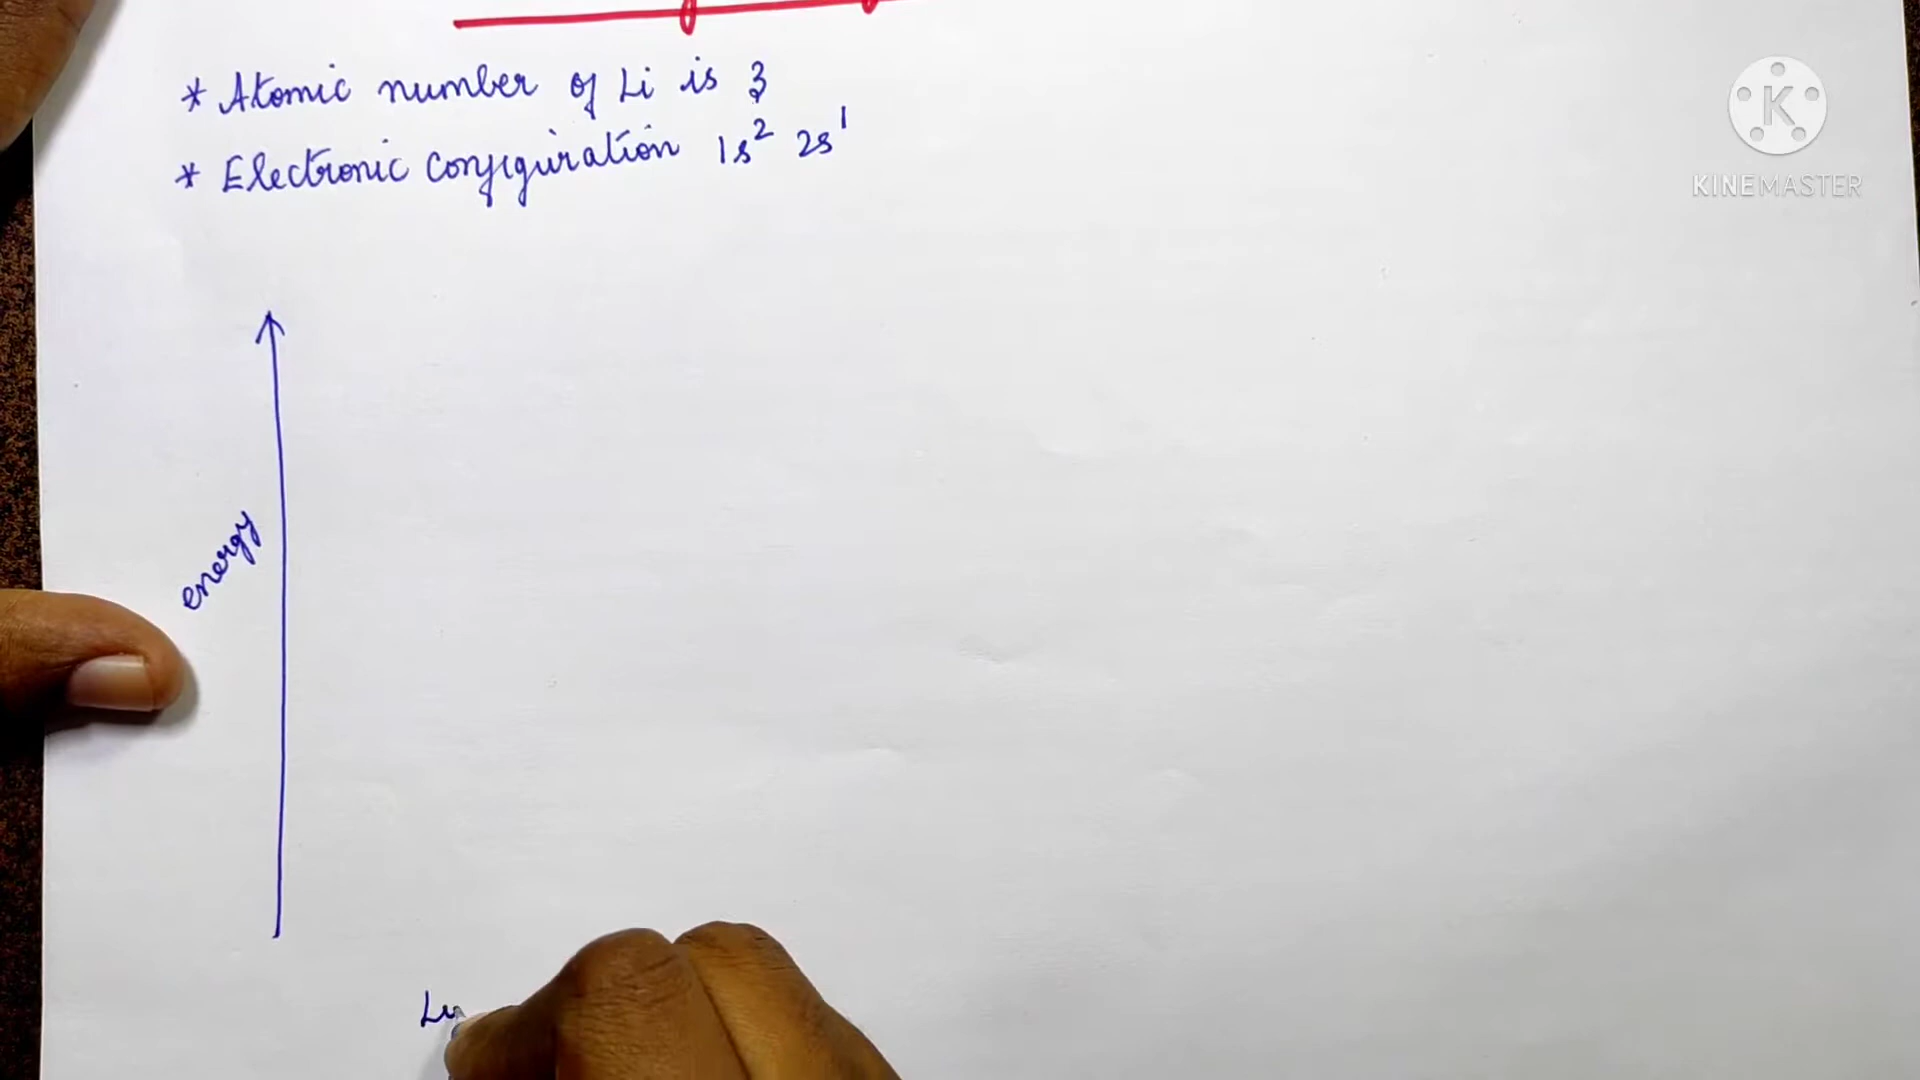 * Atomic number of Li is 3
* Electronic configuration 1s² 2s¹
K
KINEMASTER
energy